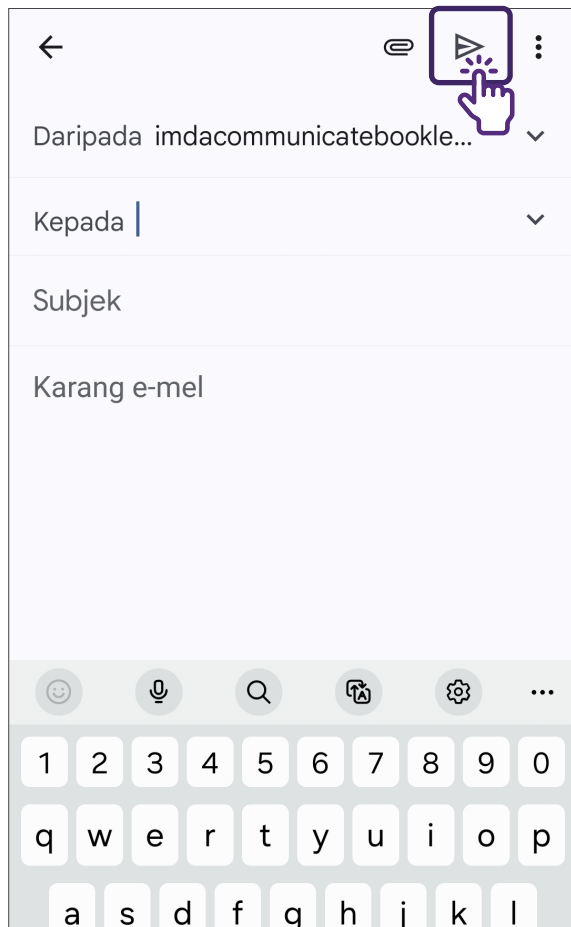 Daripada imdacommunicatebookle...
Kepada
Subjek
Karang e-mel
1 2 3 4 5 6 7 8 9 0
q w e r t y u i o p
a s d f g h j k l